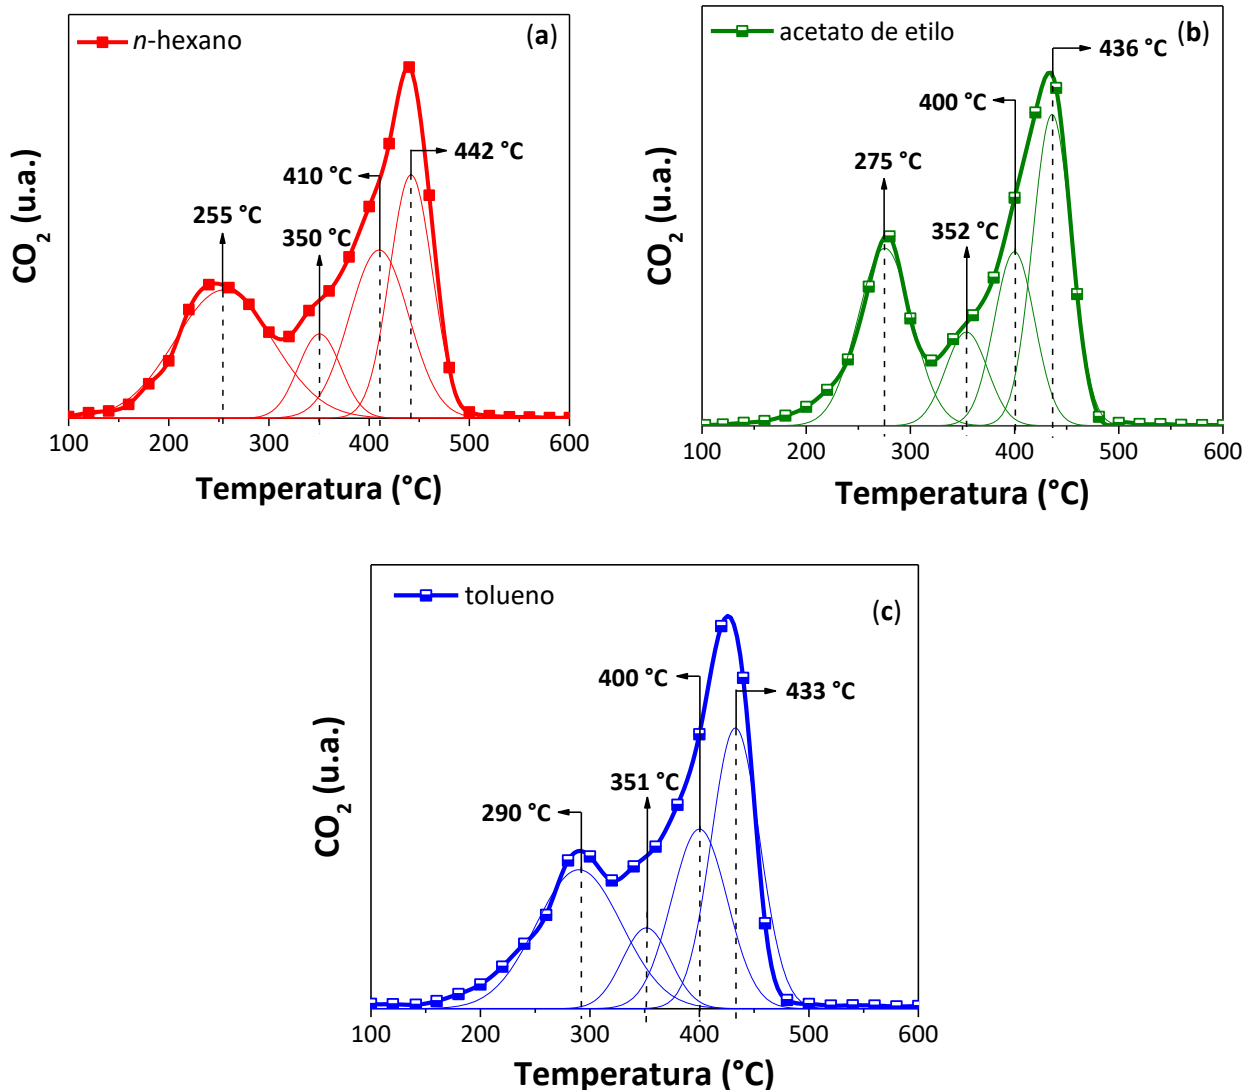 n-hexano
(a)
442 °C
410 °C
255 °C
350 °C
CO2 (u.a.)
100 200 300 400 500 600
Temperatura (°C)
acetato de etilo
(b)
436 °C
400 °C
275 °C
352 °C
CO2 (u.a.)
100 200 300 400 500 600
Temperatura (°C)
tolueno
(c)
400 °C
433 °C
351 °C
290 °C
CO2 (u.a.)
100 200 300 400 500 600
Temperatura (°C)